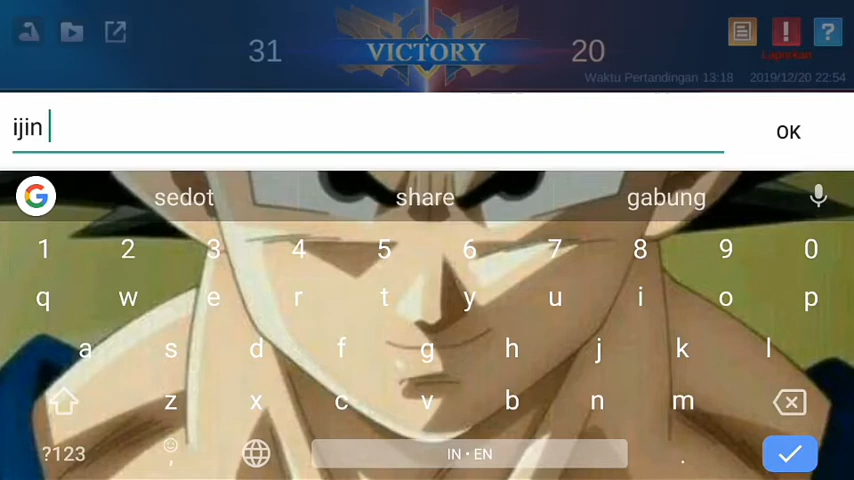 31 VICTORY 20
Laporkan
Waktu Pertandingan 13:18 2019/12/20 22:54
ijin
OK
sedot share gabung
1 2 3 4 5 6 7 8 9 0
q w e r t y u i o p
a s d f g h j k l
z x c v b n m
?123 , IN • EN .